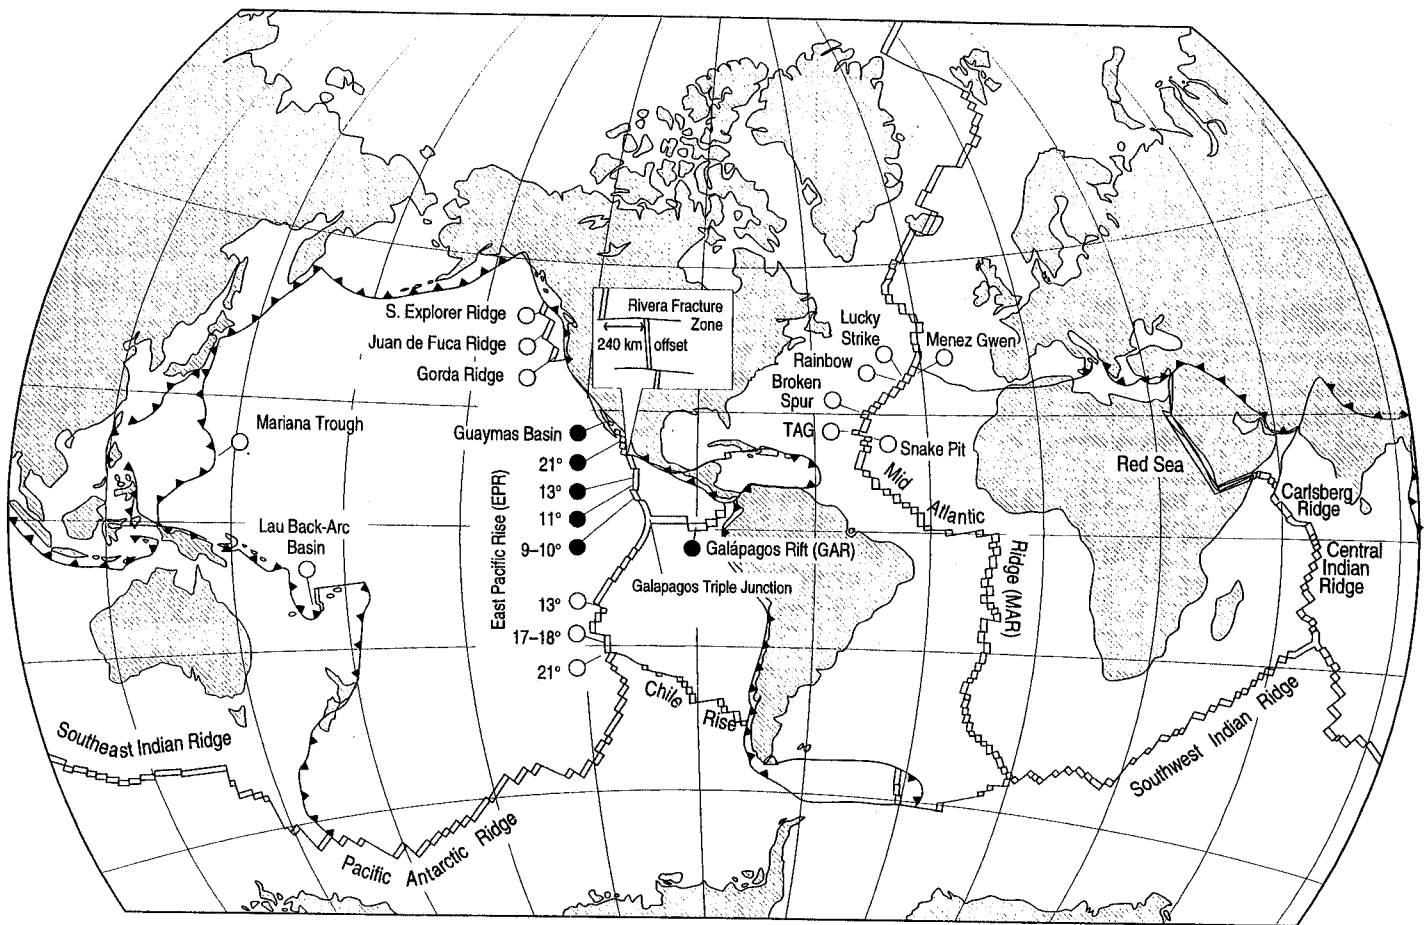 S. Explorer Ridge
Juan de Fuca Ridge
Gorda Ridge
Rivera Fracture
Zone
240 km offset
Lucky
Strike
Menez Gwen
Rainbow
Broken
Spur
TAG
Snake Pit
Mariana Trough
Guaymas Basin
21°
13°
11°
9–10°
East Pacific Rise (EPR)
Galápagos Rift (GAR)
Galapagos Triple Junction
13°
17–18°
21°
Lau Back-Arc
Basin
Mid
Atlantic
Ridge (MAR)
Red Sea
Carlsberg
Ridge
Central
Indian
Ridge
Chile
Rise
Southeast Indian Ridge
Pacific Antarctic Ridge
Southwest Indian Ridge